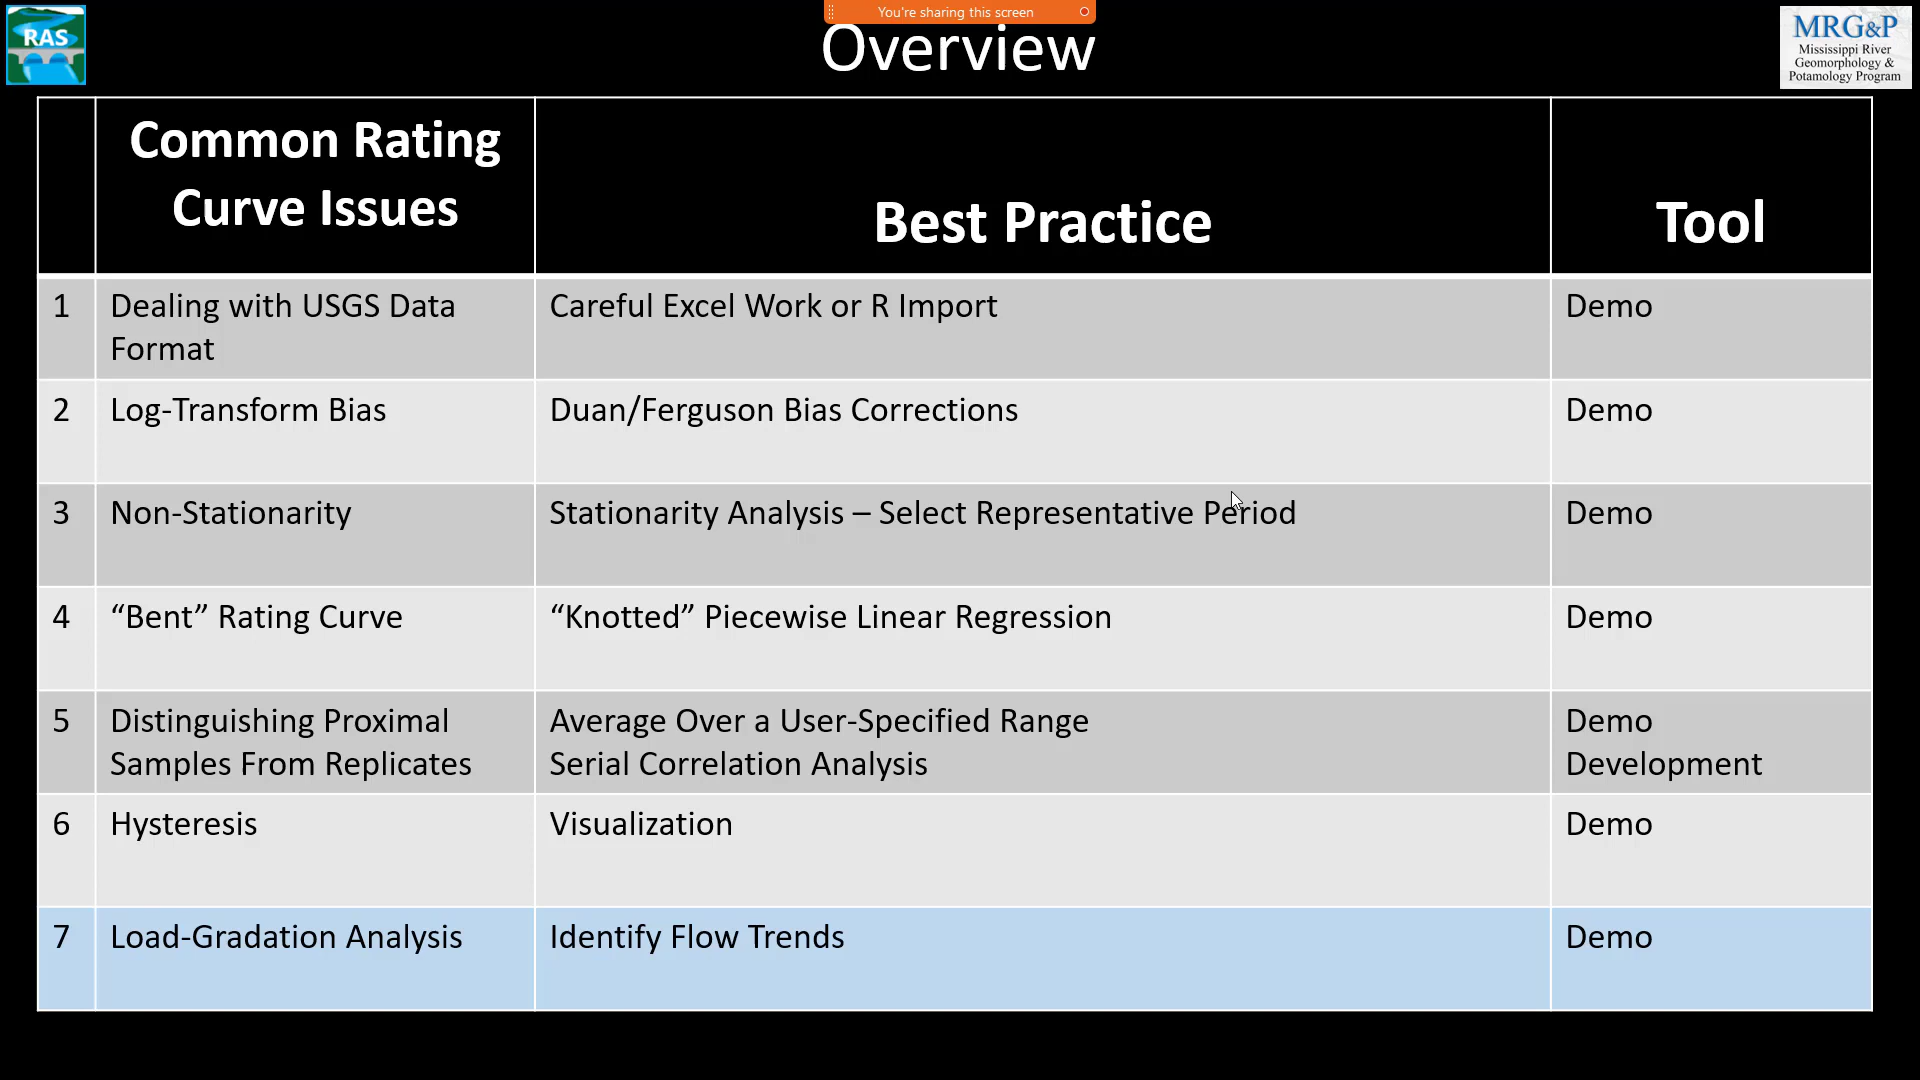 You're sharing this screen
RAS
Overview
MRG&P
Mississippi River
Geomorphology &
Potamology Program
Common Rating
Curve Issues
Best Practice
Tool
1
Dealing with USGS Data
Format
Careful Excel Work or R Import
Demo
2
Log-Transform Bias
Duan/Ferguson Bias Corrections
Demo
3
Non-Stationarity
Stationarity Analysis – Select Representative Period
Demo
4
“Bent” Rating Curve
“Knotted” Piecewise Linear Regression
Demo
5
Distinguishing Proximal
Samples From Replicates
Average Over a User-Specified Range
Serial Correlation Analysis
Demo
Development
6
Hysteresis
Visualization
Demo
7
Load-Gradation Analysis
Identify Flow Trends
Demo